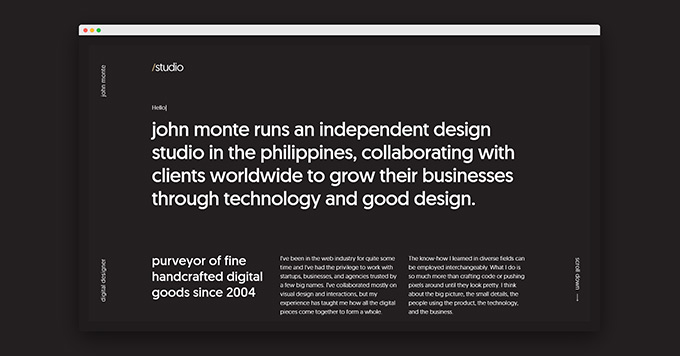 john monte
/studio
Hello|
john monte runs an independent design
studio in the philippines, collaborating with
clients worldwide to grow their businesses
through technology and good design.
digital designer
purveyor of fine
handcrafted digital
goods since 2004
I've been in the web industry for quite some
time and I've had the privilege to work with
startups, businesses, and agencies trusted by
a few big names. I've collaborated mostly on
visual design and interactions, but my
experience has taught me how all the digital
pieces come together to form a whole.
The know-how I learned in diverse fields can
be employed interchangeably. What I do is
so much more than crafting code or pushing
pixels around until they look pretty. I think
about the big picture, the small details, the
people using the product, the technology,
and the business.
scroll down